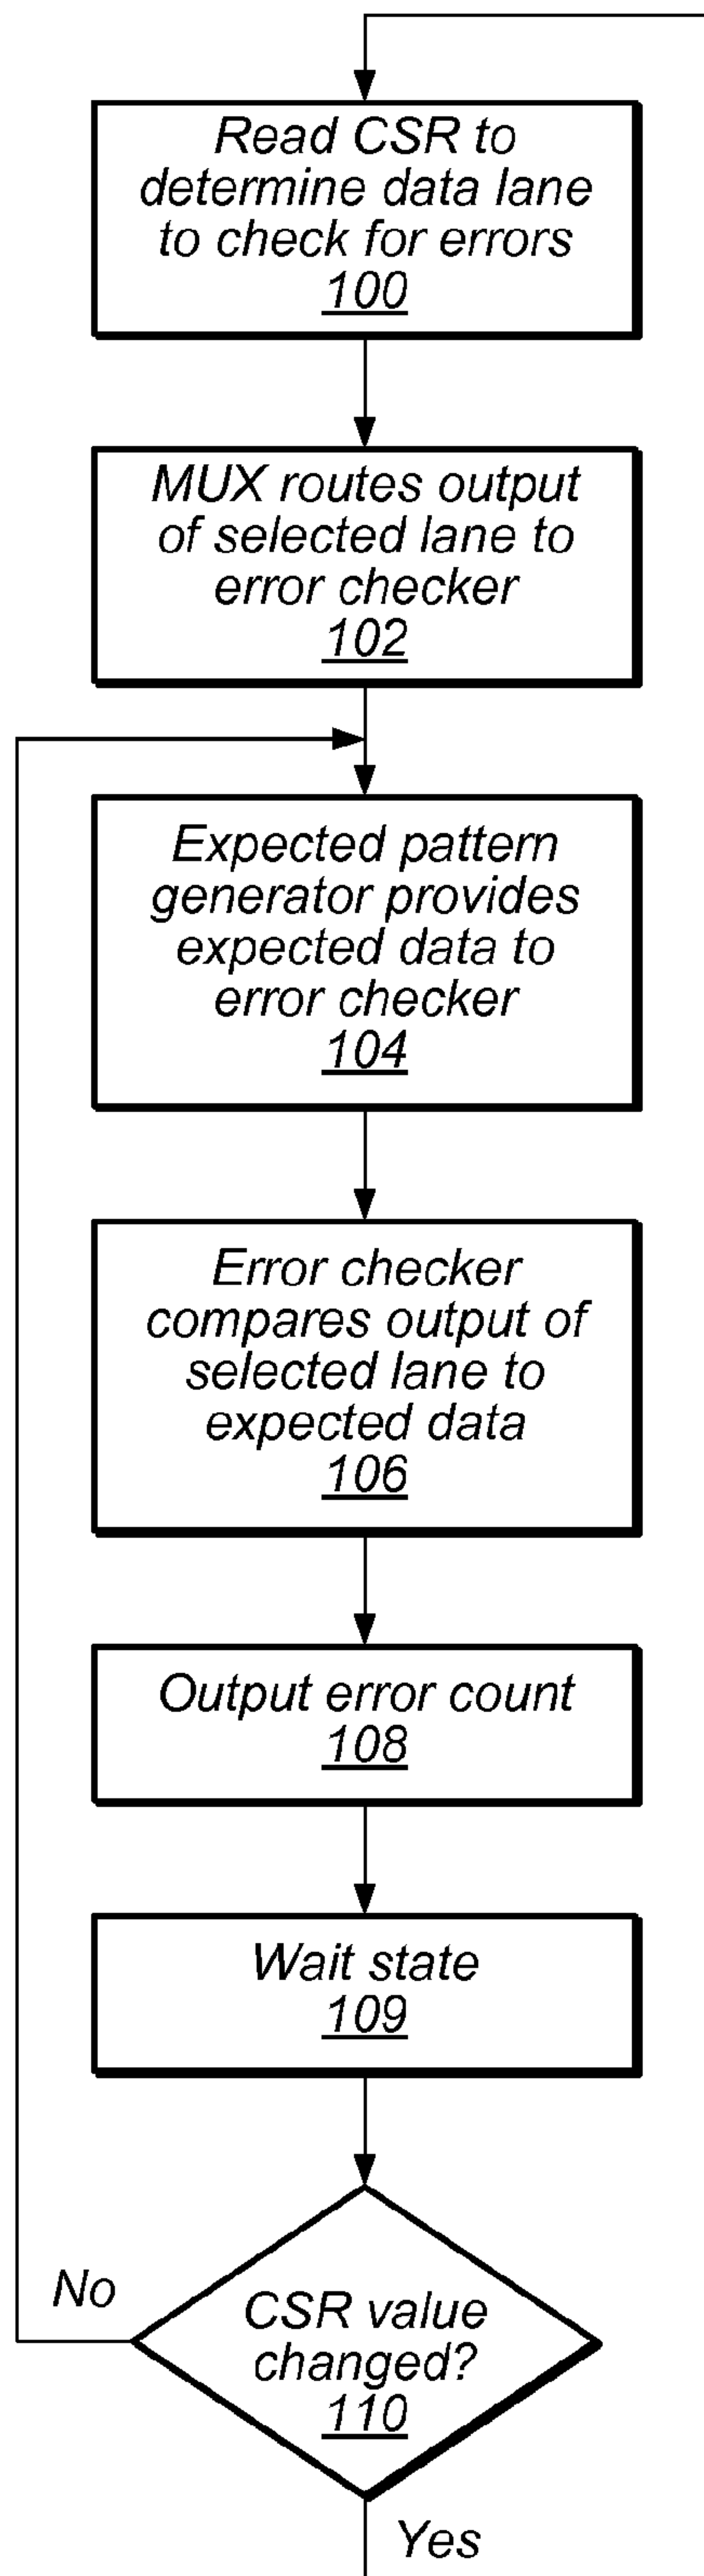 Read CSR to
determine data lane
to check for errors
100
MUX routes output
of selected lane to
error checker
102
Expected pattern
generator provides
expected data to
error checker
104
Error checker
compares output of
selected lane to
expected data
106
Output error count
108
Wait state
109
No
CSR value
changed?
110
Yes